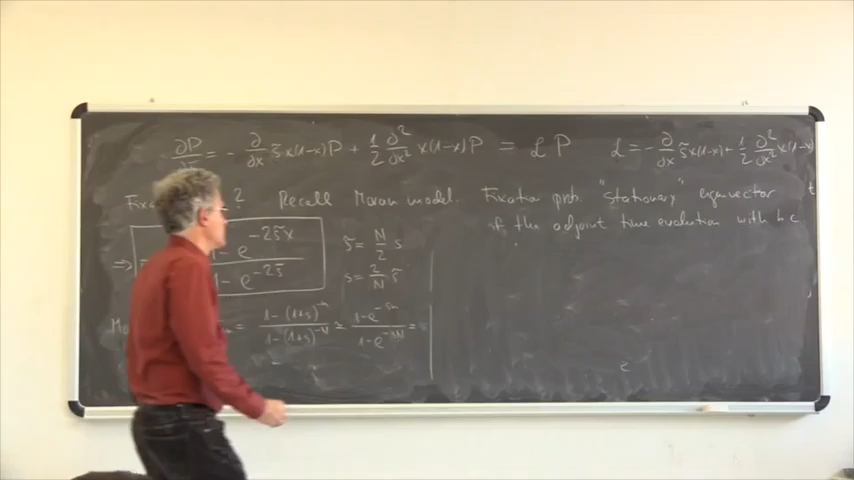 ∂P/∂t = - ∂/∂x s̃ x(1-x)P + 1/2 ∂²/∂x² x(1-x)P = ℒ P
ℒ = - ∂/∂x s̃ x(1-x) + 1/2 ∂²/∂x² x(1-x)
? Recall Moran model.
Fixation prob. "stationary" eigenvector
of the adjoint time evolution with b.c.
⇒ 1 - e^{-2s̃x} / 1 - e^{-2s̃}
s̃ = N/2 s
s = 2/N s̃
= 1-(1+s)^{-n} / 1-(1+s)^{-N} ≃ 1-e^{-sn} / 1-e^{-sN} =